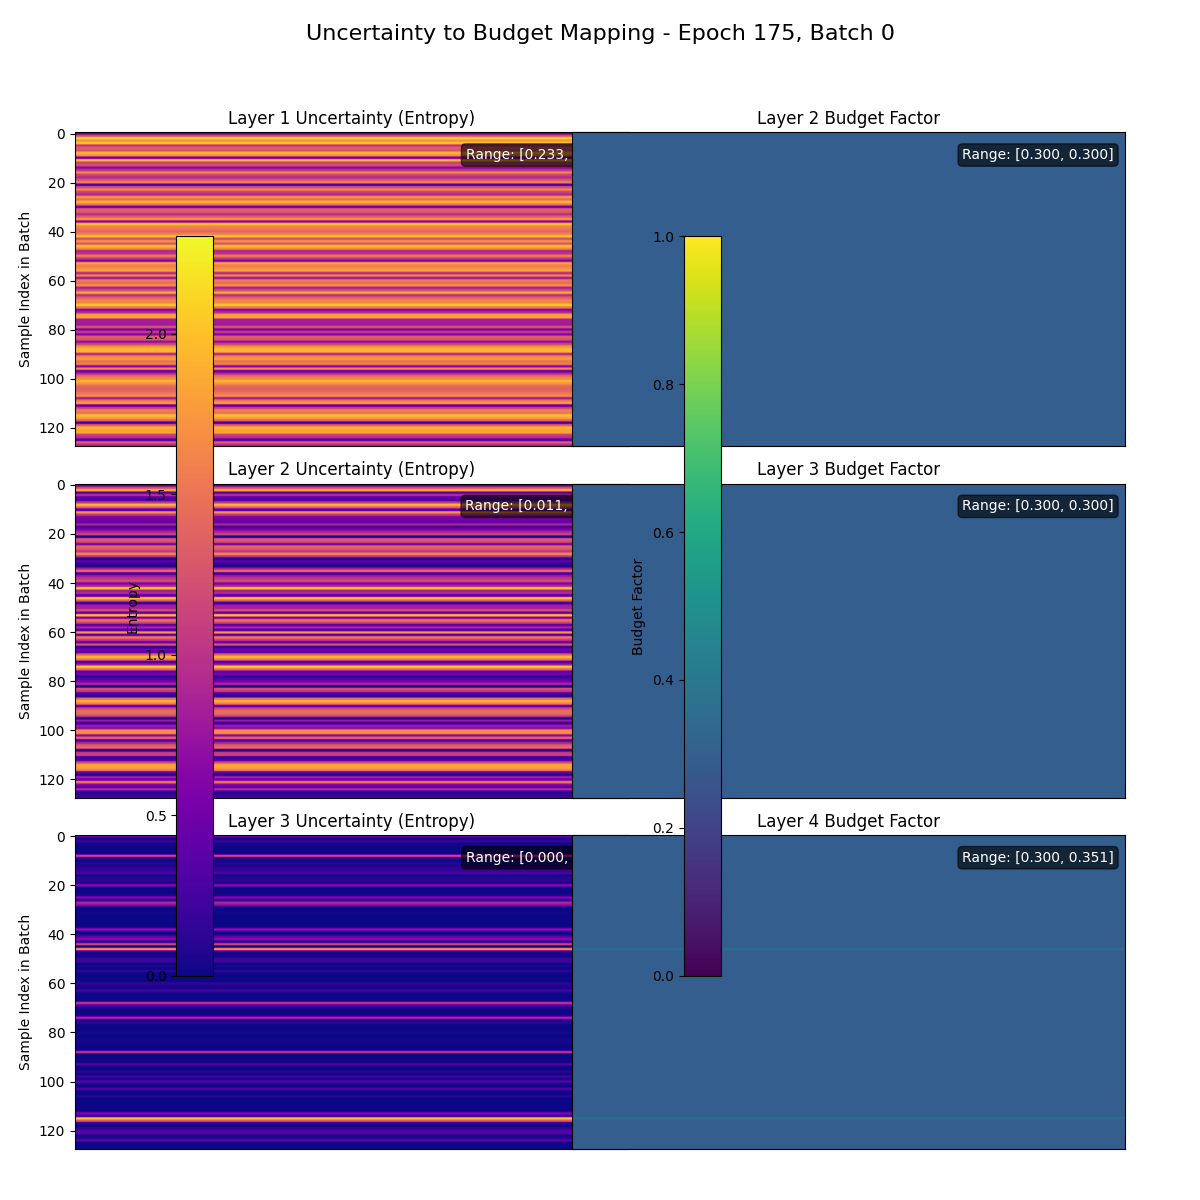 Uncertainty to Budget Mapping - Epoch 175, Batch 0
Layer 1 Uncertainty (Entropy)
Layer 2 Budget Factor
Sample Index in Batch
0
20
40
60
80
100
120
Range: [0.233,
Range: [0.300, 0.300]
Layer 2 Uncertainty (Entropy)
Layer 3 Budget Factor
Sample Index in Batch
0
20
40
60
80
100
120
Range: [0.011,
Range: [0.300, 0.300]
Layer 3 Uncertainty (Entropy)
Layer 4 Budget Factor
Sample Index in Batch
0
20
40
60
80
100
120
Range: [0.000,
Range: [0.300, 0.351]
Entropy
2.0
1.5
1.0
0.5
0.0
Budget Factor
1.0
0.8
0.6
0.4
0.2
0.0